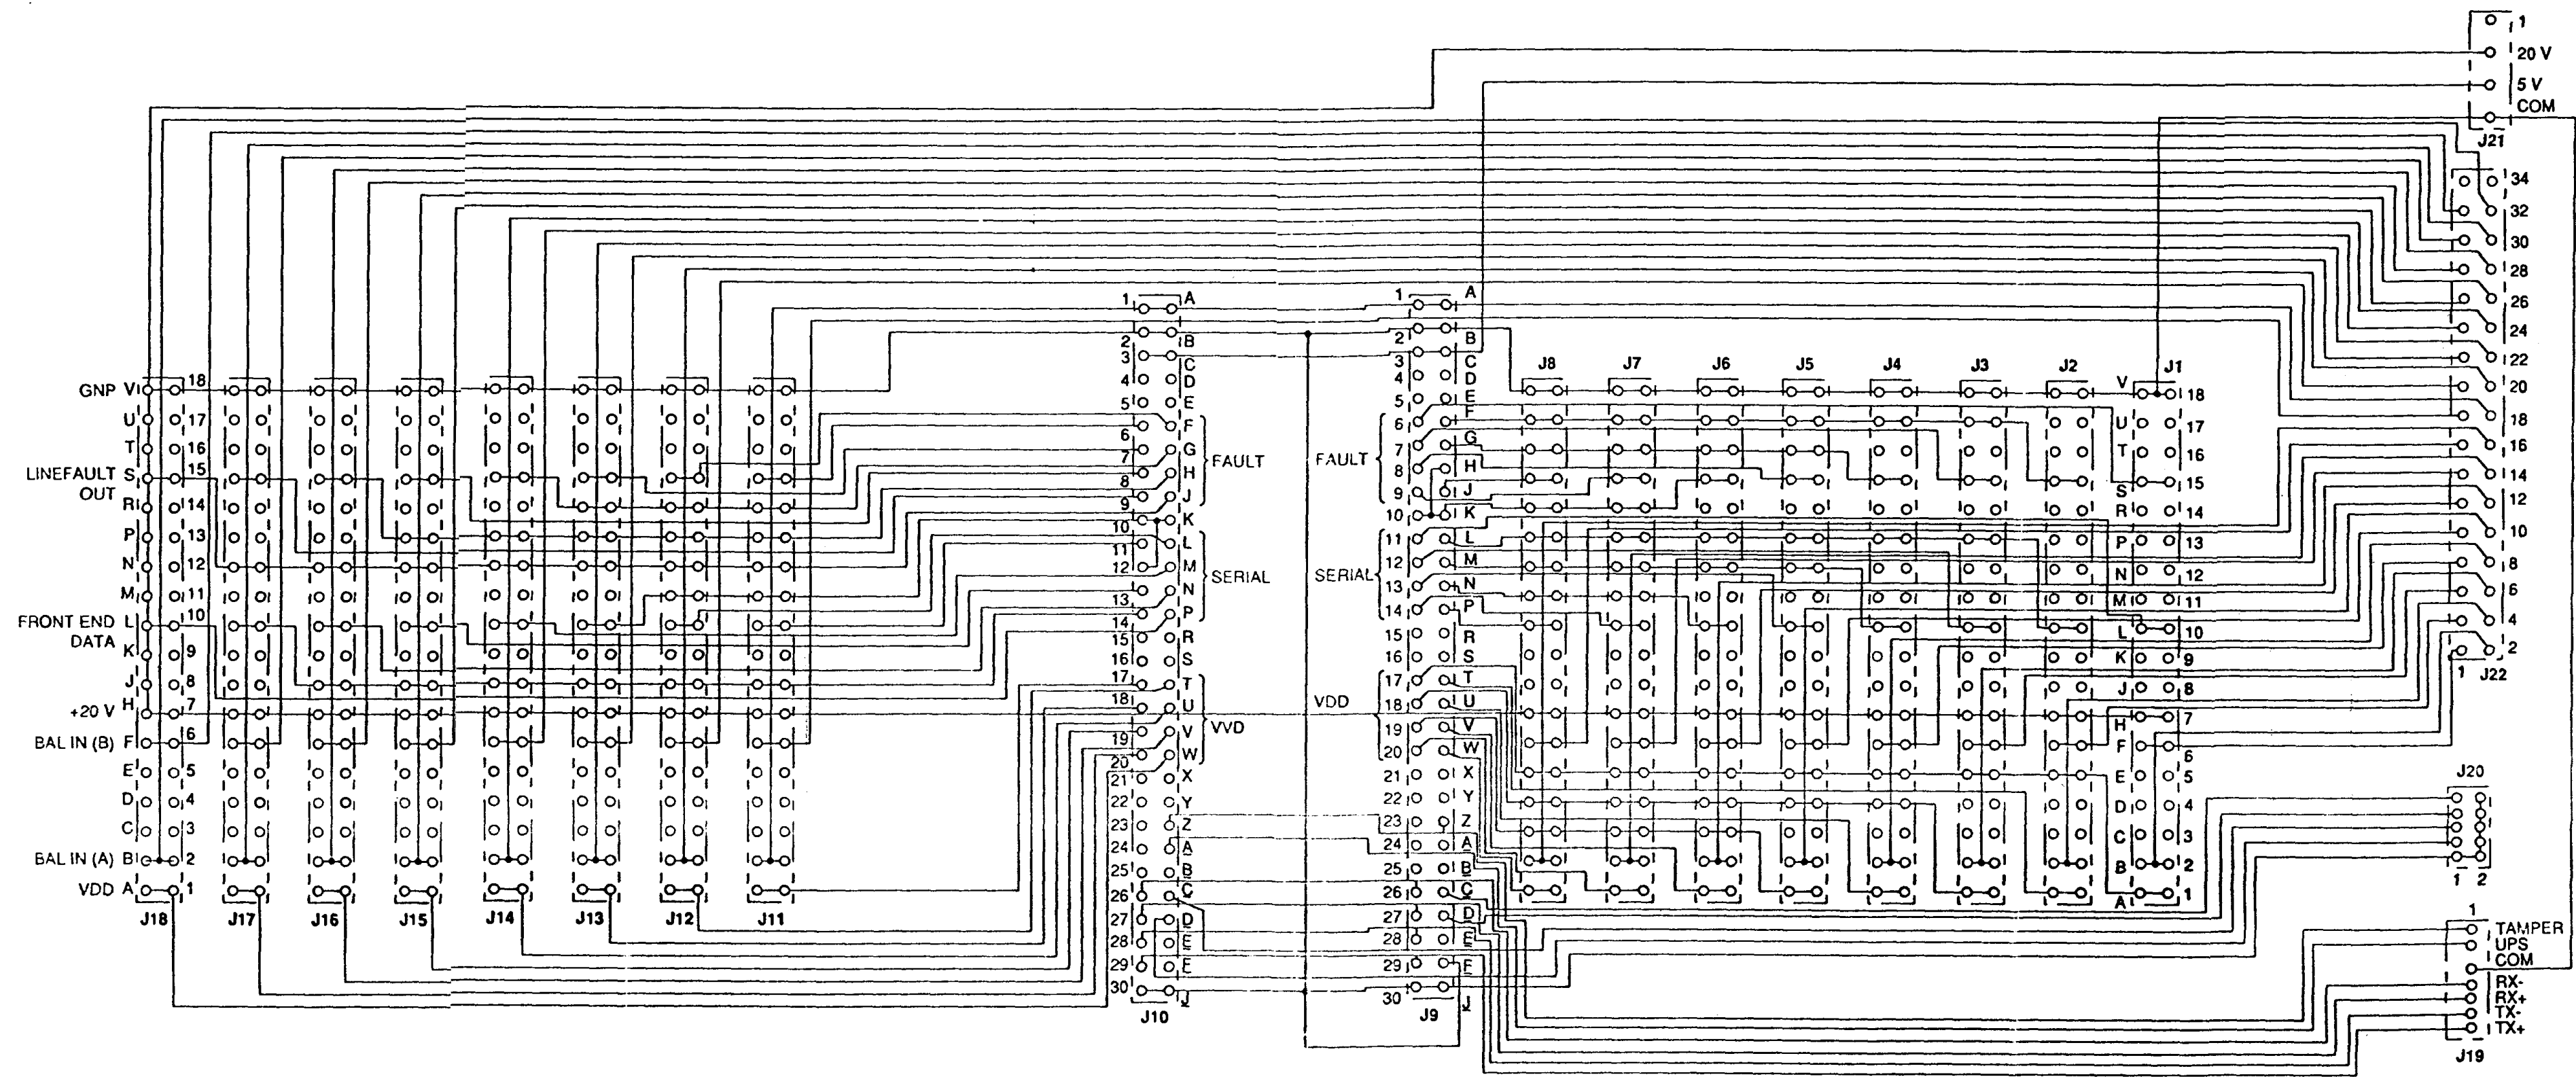 1
20 V
5 V
COM
J21
34
32
30
28
26
24
22
20
18
16
14
12
10
8
6
4
2
1 J22
GNP V 18
U 17
T 16
LINEFAULT S 15
OUT
R 14
P 13
N 12
M 11
FRONT END L 10
DATA
K 9
J 8
+20 V H 7
BAL IN (B) F 6
E 5
D 4
C 3
BAL IN (A) B 2
VDD A 1
J18 J17 J16 J15 J14 J13 J12 J11
1 A
2 B
3 C
4 D
5 E
6 F
7 G
8 H
9 J
10 K
11 L
12 M
13 N
14 P
15 R
16 S
17 T
18 U
19 V
20 W
21 X
22 Y
23 Z
24 A
25 B
26 C
27 D
28 E
29 F
30 J
FAULT
SERIAL
VVD
J10
1 A
2 B
3 C
4 D
5 E
6 F
7 G
8 H
9 J
10 K
11 L
12 M
13 N
14 P
15 R
16 S
17 T
18 U
19 V
20 W
21 X
22 Y
23 Z
24 A
25 B
26 C
27 D
28 E
29 F
30 J
FAULT
SERIAL
VDD
J9
J8 J7 J6 J5 J4 J3 J2 J1
V 18
U 17
T 16
S 15
R 14
P 13
N 12
M 11
L 10
K 9
J 8
H 7
F 6
E 5
D 4
C 3
B 2
A 1
J20
1 2
1
TAMPER
UPS
COM
RX-
RX+
TX-
TX+
J19